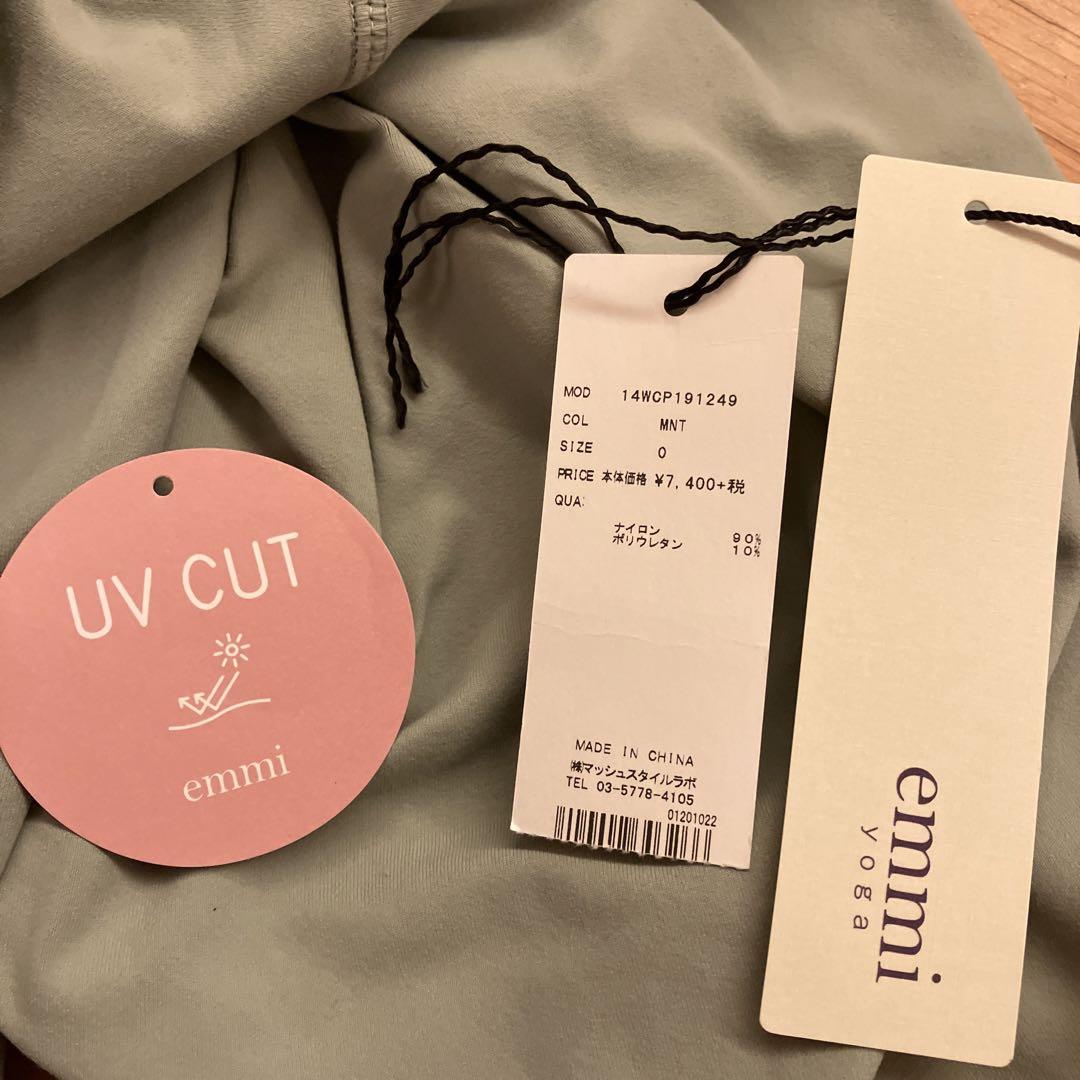 UV CUT
emmi
MOD 14WCP191249
COL MNT
SIZE 0
PRICE 本体価格 ¥7,400+税
QUA:
ナイロン 90%
ポリウレタン 10%
MADE IN CHINA
㈱マッシュスタイルラボ
TEL 03-5778-4105
01201022
emmi
yoga